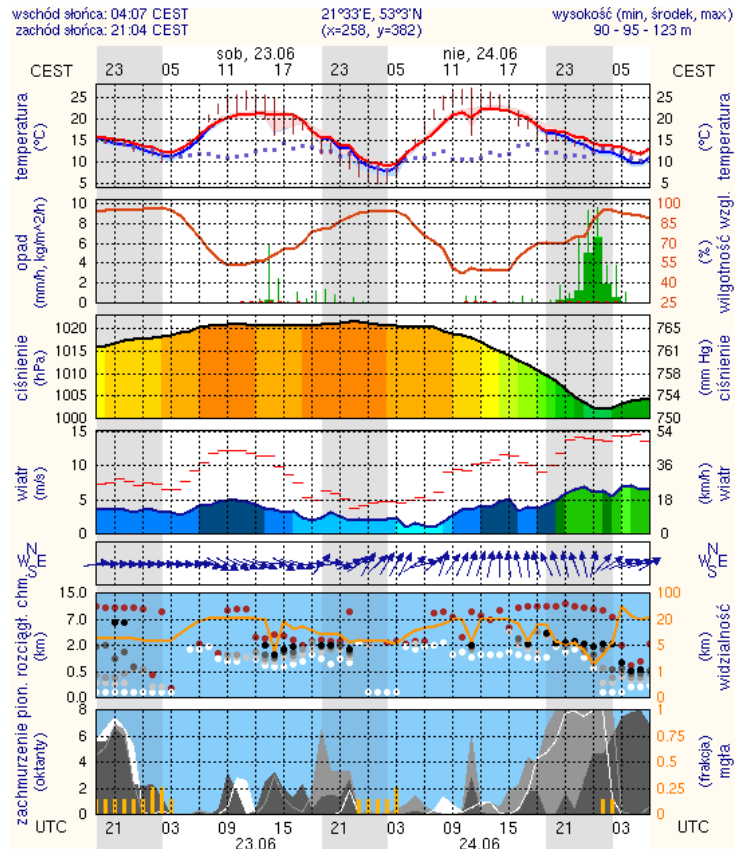 wschód słońca: 04:07 CEST 21°33'E, 53°3'N wysokość (min, środek, max)
zachód słońca: 21:04 CEST (x=258, y=382) 90 - 95 - 123 m
sob, 23.06 nie, 24.06
CEST 23 05 11 17 23 05 11 17 23 05 CEST
temperatura
(°C)
25
20
15
10
5
25
20
15
10
5
temperatura
(°C)
opad
(mm/h, kg/m^2/h)
10
8
6
4
2
0
100
85
70
55
40
25
wilgotność wzgl.
(%)
ciśnienie
(hPa)
1020
1015
1010
1005
1000
765
761
758
754
750
(mm Hg)
ciśnienie
wiatr
(m/s)
15
10
5
0
54
36
18
0
(km/h)
wiatr
N
W E
S
N
W E
S
pion. rozciągł. chm.
(km)
15.0
7.0
2.0
0.5
0.0
100
20
5
1
0
(km)
widzialność
zachmurzenie
(oktanty)
8
6
4
2
0
1
0.75
0.5
0.25
0
(frakcja)
mgła
UTC 21 03 09 15 21 03 09 15 21 03 UTC
23.06 24.06